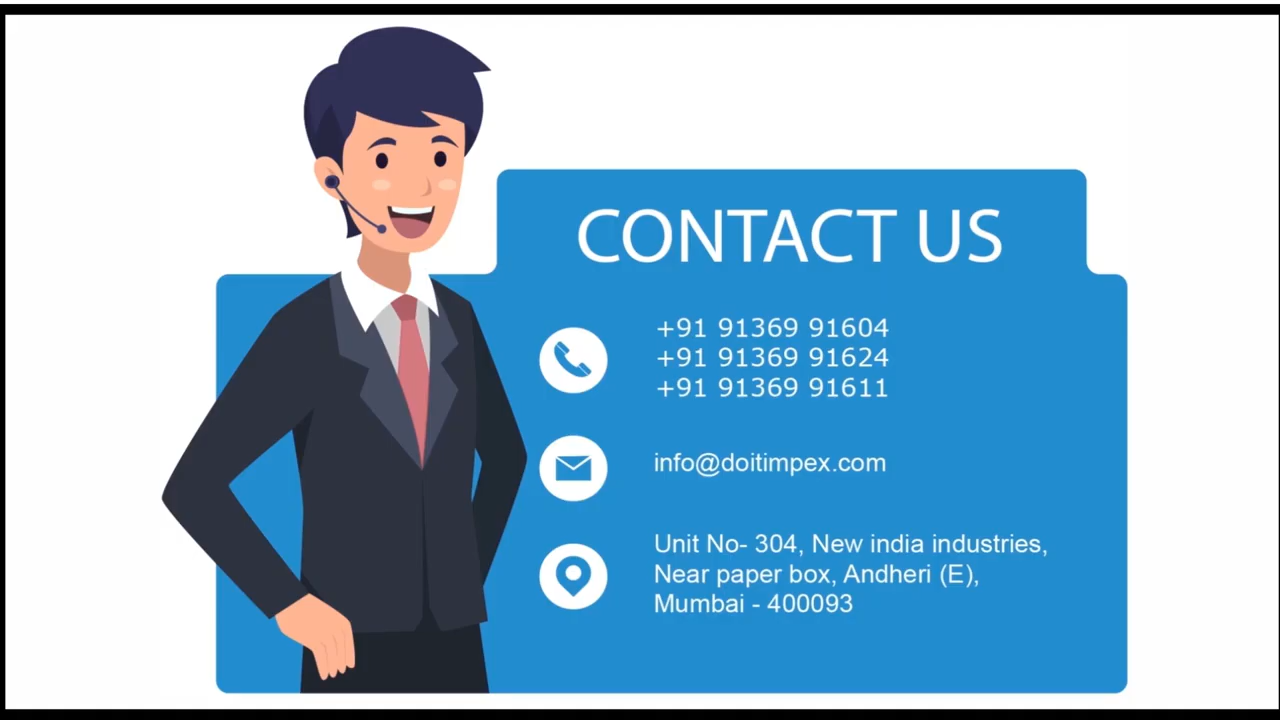 CONTACT US
+91 91369 91604
+91 91369 91624
+91 91369 91611
info@doitimpex.com
Unit No- 304, New india industries,
Near paper box, Andheri (E),
Mumbai - 400093